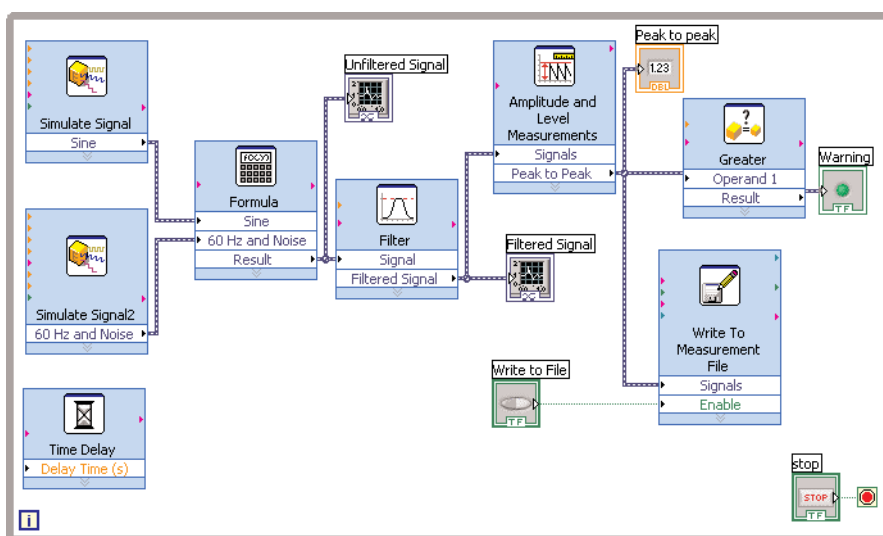 Simulate Signal
Sine
Simulate Signal2
60 Hz and Noise
Time Delay
Delay Time (s)
i
f(x,y)
Formula
Sine
60 Hz and Noise
Result
Unfiltered Signal
Filter
Signal
Filtered Signal
Filtered Signal
Amplitude and
Level
Measurements
Signals
Peak to Peak
Peak to peak
1.23
DBL
?
Greater
Operand 1
Result
Warning
TF
Write to File
TF
Write To
Measurement
File
Signals
Enable
stop
STOP
TF